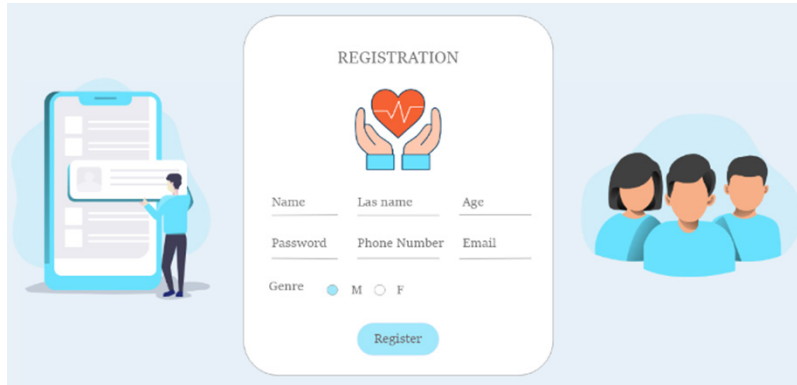 REGISTRATION
Name Las name Age
Password Phone Number Email
Genre M F
Register